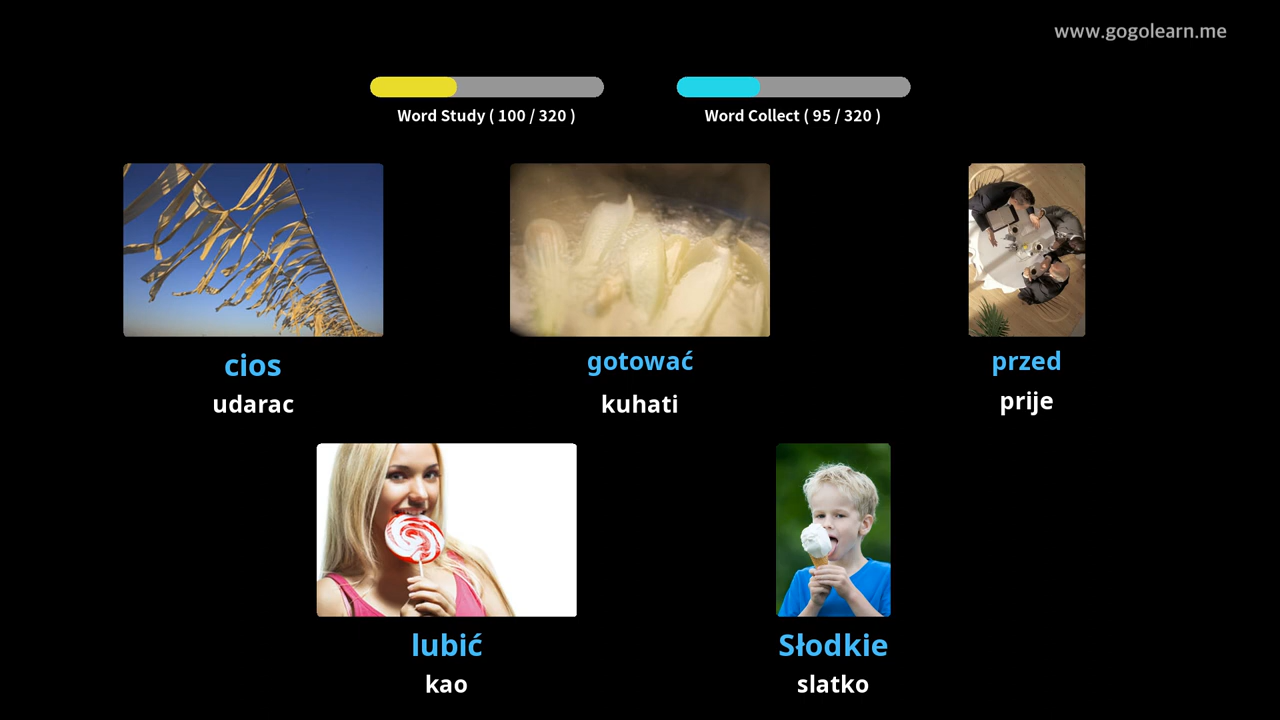 www.gogolearn.me
Word Study ( 100 / 320 )
Word Collect ( 95 / 320 )
cios
udarac
gotować
kuhati
przed
prije
lubić
kao
Słodkie
slatko